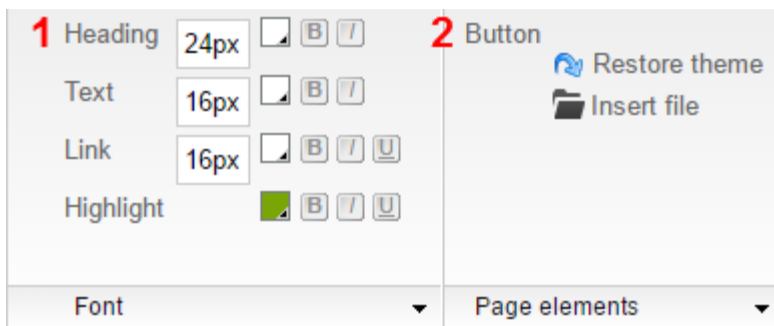 1 Heading 24px B I
Text 16px B I
Link 16px B I U
Highlight B I U
Font
2 Button
Restore theme
Insert file
Page elements